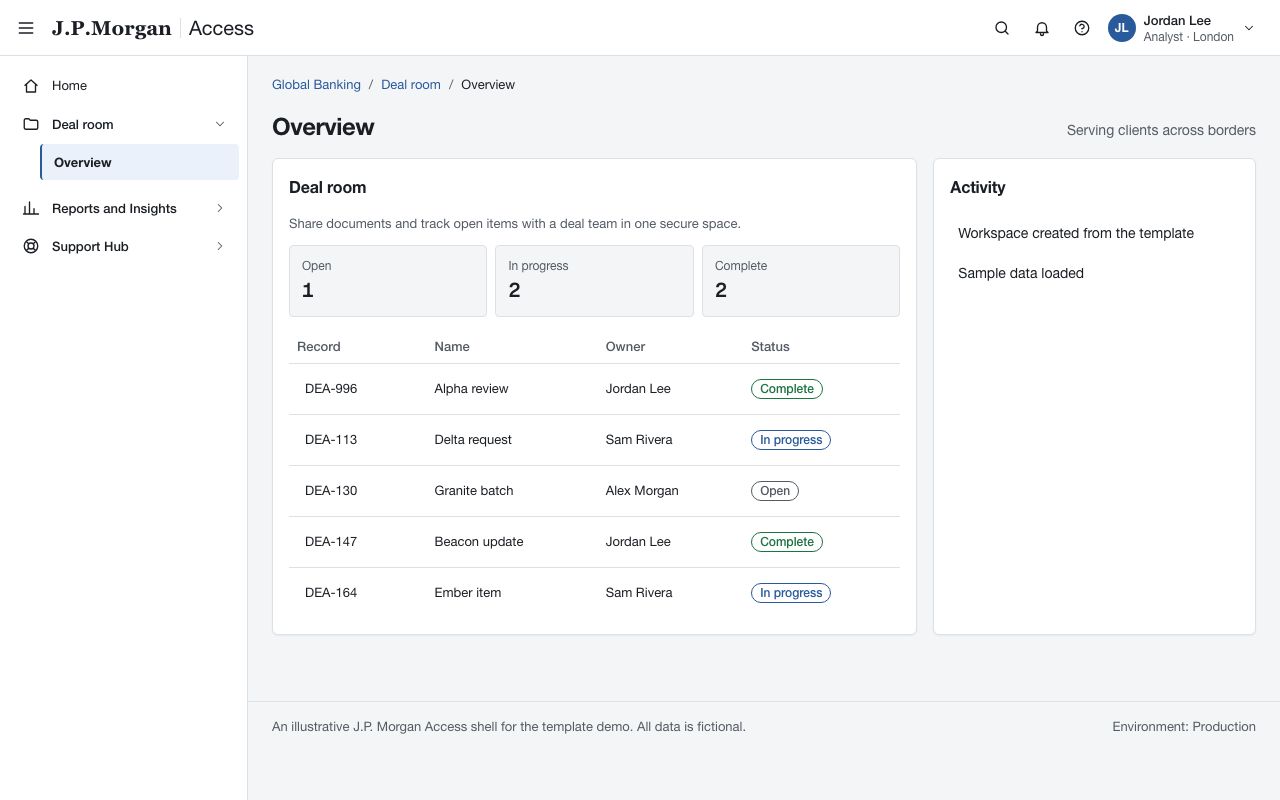 J.P.Morgan Access
JL
Jordan Lee
Analyst · London
Home
Deal room
Overview
Reports and Insights
Support Hub
Global Banking / Deal room / Overview
Overview
Serving clients across borders
Deal room
Share documents and track open items with a deal team in one secure space.
Open
1
In progress
2
Complete
2
Record Name Owner Status
DEA-996 Alpha review Jordan Lee Complete
DEA-113 Delta request Sam Rivera In progress
DEA-130 Granite batch Alex Morgan Open
DEA-147 Beacon update Jordan Lee Complete
DEA-164 Ember item Sam Rivera In progress
Activity
Workspace created from the template
Sample data loaded
An illustrative J.P. Morgan Access shell for the template demo. All data is fictional.
Environment: Production